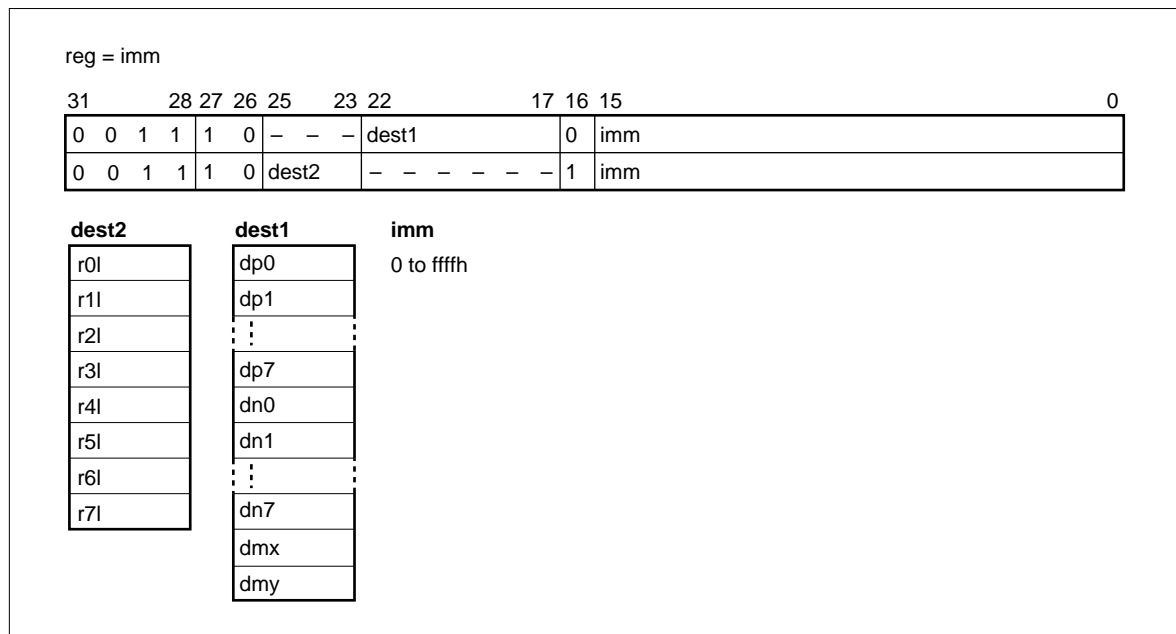 reg = imm
31 28 27 26 25 23 22 17 16 15 0
0 0 1 1 1 0 – – – dest1 0 imm
0 0 1 1 1 0 dest2 – – – – – – 1 imm
dest2 dest1 imm
r0l dp0 0 to ffffh
r1l dp1
r2l
r3l dp7
r4l dn0
r5l dn1
r6l
r7l dn7
dmx
dmy